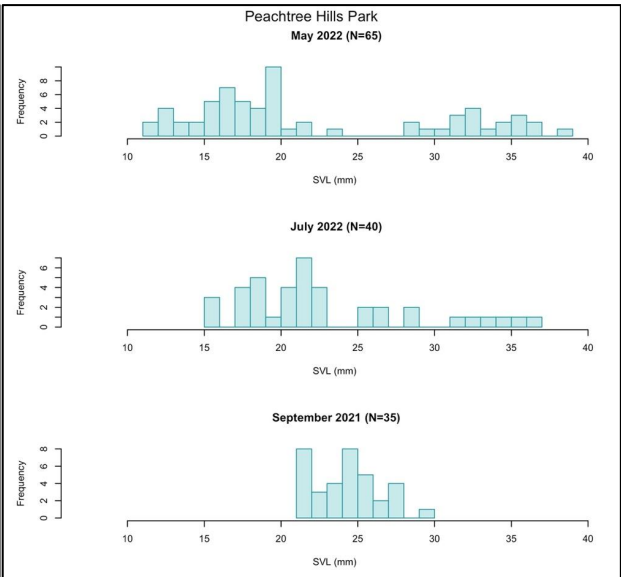 Peachtree Hills Park
May 2022 (N=65)
Frequency
0 2 4 6 8
10 15 20 25 30 35 40
SVL (mm)
July 2022 (N=40)
Frequency
0 2 4 6
10 15 20 25 30 35 40
SVL (mm)
September 2021 (N=35)
Frequency
0 2 4 6 8
10 15 20 25 30 35 40
SVL (mm)